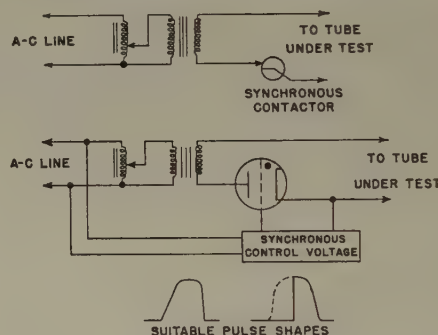 A-C LINE
TO TUBE
UNDER TEST
SYNCHRONOUS
CONTACTOR
A-C LINE
TO TUBE
UNDER TEST
SYNCHRONOUS
CONTROL VOLTAGE
SUITABLE PULSE SHAPES